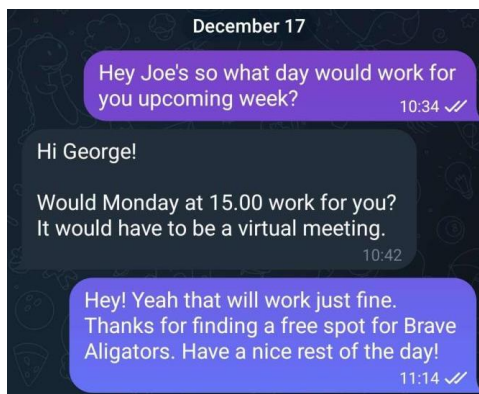 December 17
Hey Joe's so what day would work for
you upcoming week?
10:34
Hi George!
Would Monday at 15.00 work for you?
It would have to be a virtual meeting.
10:42
Hey! Yeah that will work just fine.
Thanks for finding a free spot for Brave
Aligators. Have a nice rest of the day!
11:14